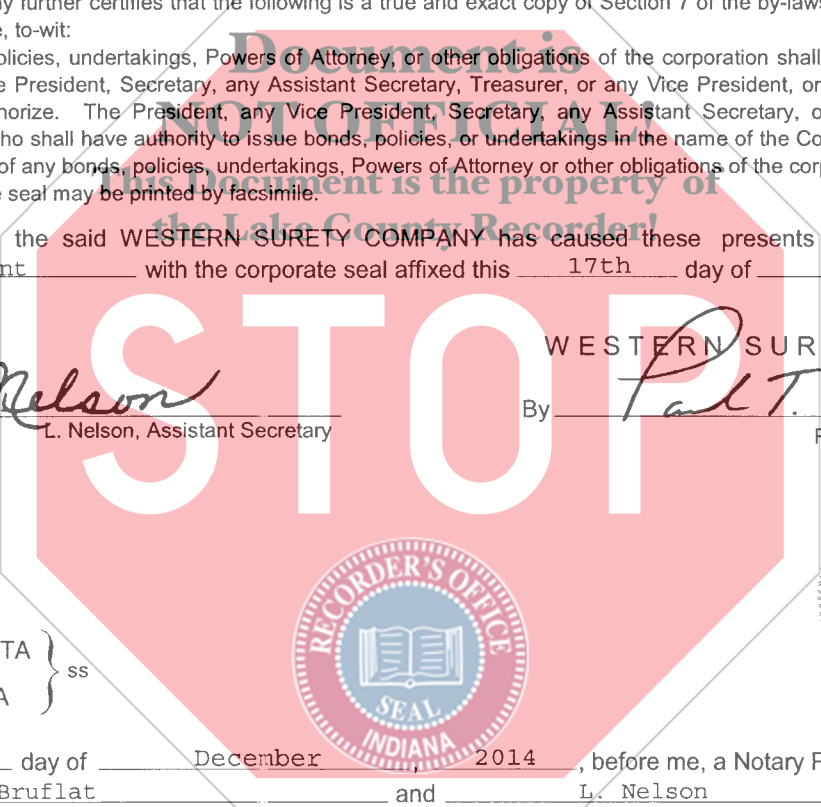 y further certifies that the following is a true and exact copy of Section 7 of the by-laws
e, to-wit:
olicies, undertakings, Powers of Attorney, or other obligations of the corporation shall
e President, Secretary, any Assistant Secretary, Treasurer, or any Vice President, or
horize. The President, any Vice President, Secretary, any Assistant Secretary, o
ho shall have authority to issue bonds, policies, or undertakings in the name of the Co
of any bonds, policies, undertakings, Powers of Attorney or other obligations of the corp
e seal may be printed by facsimile.
Document is
NOT OFFICIAL!
This Document is the property of
the Lake County Recorder!
the said WESTERN SURETY COMPANY has caused these presents
nt with the corporate seal affixed this 17th day of
STOP
WESTERN SUR
Nelson
By Paul T.
L. Nelson, Assistant Secretary
P
RECORDER'S OFFICE
SEAL
INDIANA
TA
A
ss
day of December, 2014, before me, a Notary P
Bruflat and L. Nelson